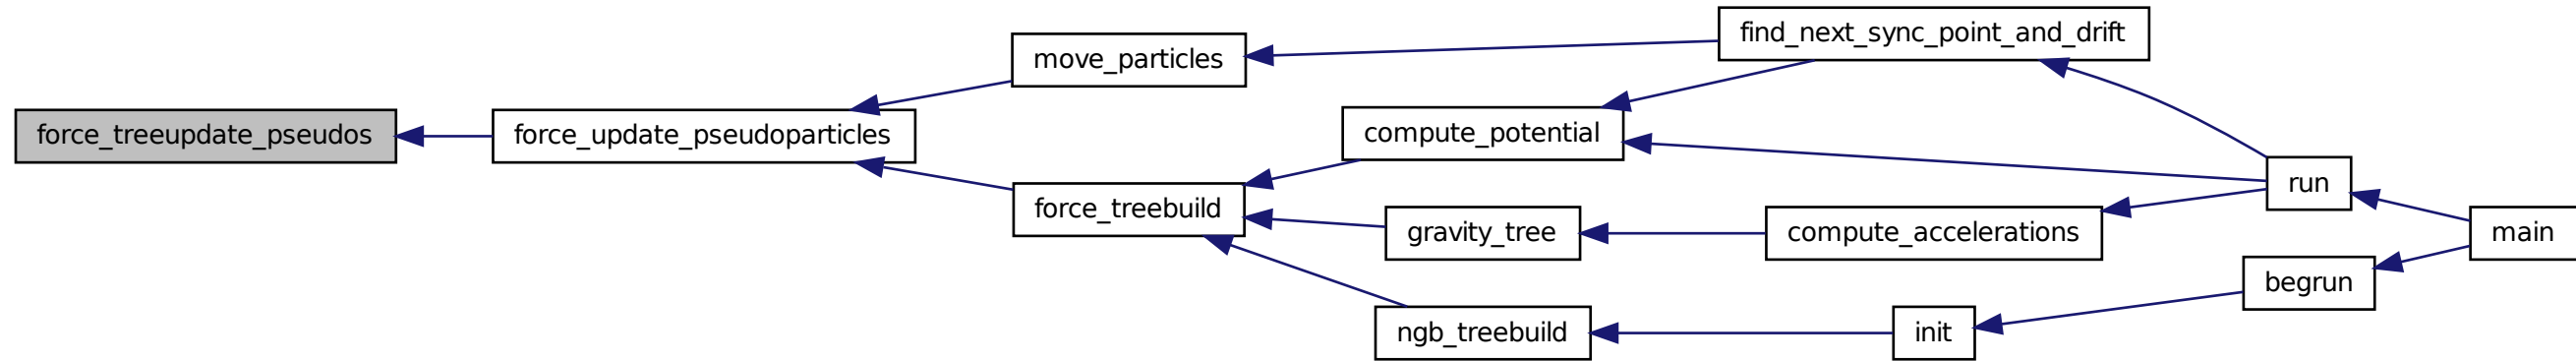 find_next_sync_point_and_drift
move_particles
force_treeupdate_pseudos
force_update_pseudoparticles
compute_potential
run
force_treebuild
gravity_tree
compute_accelerations
main
begrun
ngb_treebuild
init